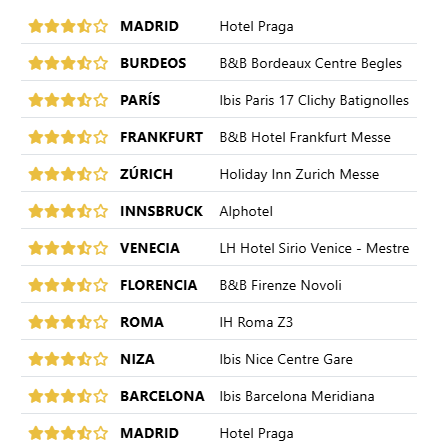 MADRID Hotel Praga
BURDEOS B&B Bordeaux Centre Begles
PARÍS Ibis Paris 17 Clichy Batignolles
FRANKFURT B&B Hotel Frankfurt Messe
ZÚRICH Holiday Inn Zurich Messe
INNSBRUCK Alphotel
VENECIA LH Hotel Sirio Venice - Mestre
FLORENCIA B&B Firenze Novoli
ROMA IH Roma Z3
NIZA Ibis Nice Centre Gare
BARCELONA Ibis Barcelona Meridiana
MADRID Hotel Praga